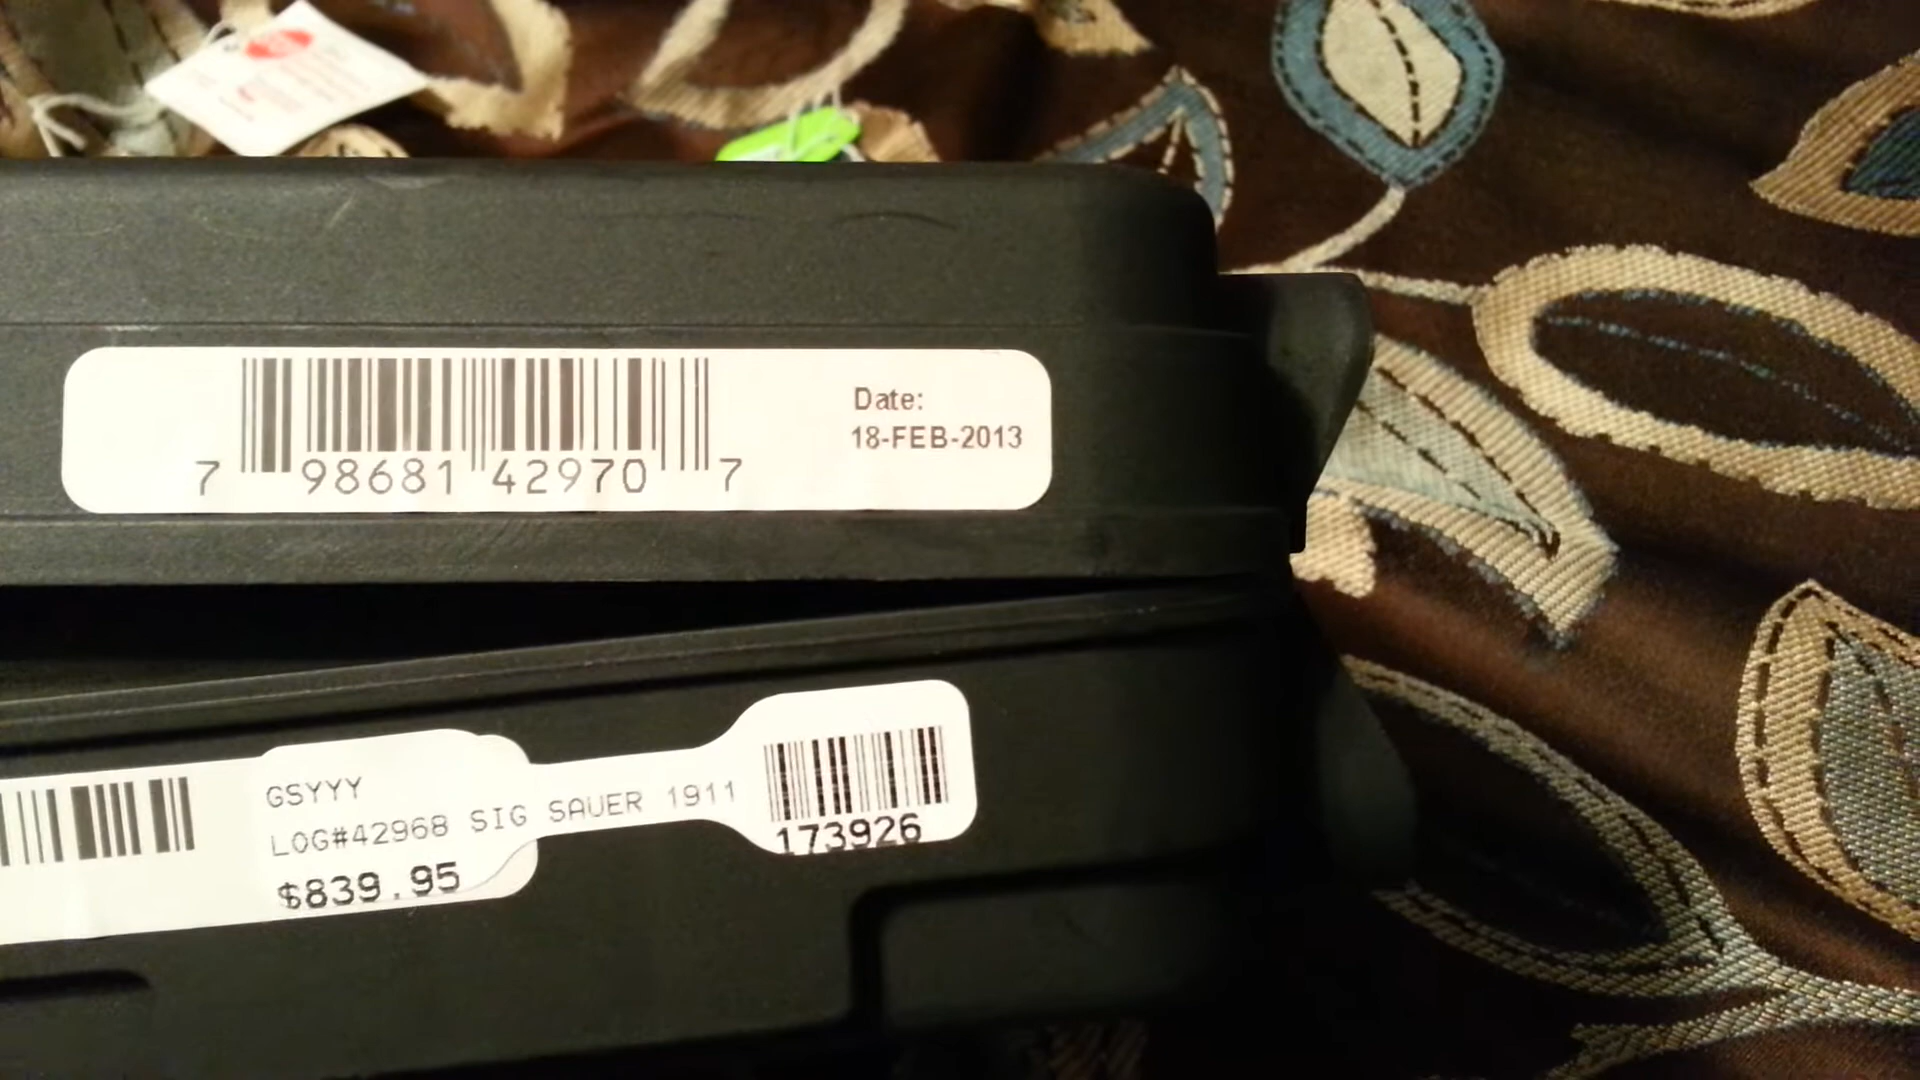 Date:
18-FEB-2013
7 98681 42970 7
GSYYY
LOG#42968 SIG SAUER 1911
$839.95
173926